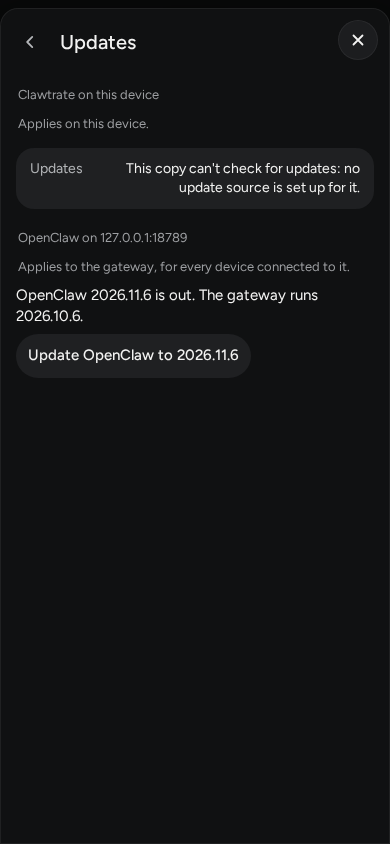 Updates
Clawtrate on this device
Applies on this device.
Updates
This copy can't check for updates: no
update source is set up for it.
OpenClaw on 127.0.0.1:18789
Applies to the gateway, for every device connected to it.
OpenClaw 2026.11.6 is out. The gateway runs
2026.10.6.
Update OpenClaw to 2026.11.6